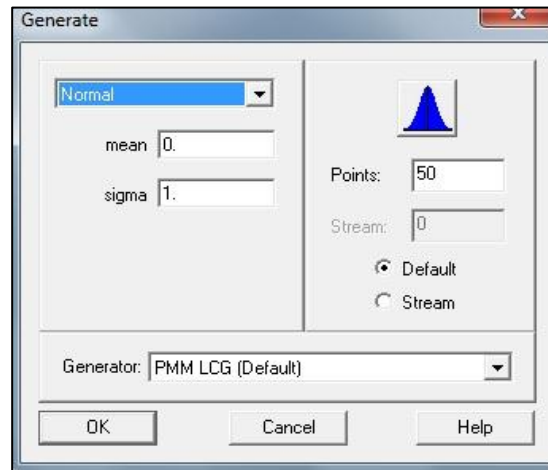 Generate
Normal
mean 0.
sigma 1.
Points: 50
Stream: 0
Default
Stream
Generator: PMM LCG (Default)
OK Cancel Help